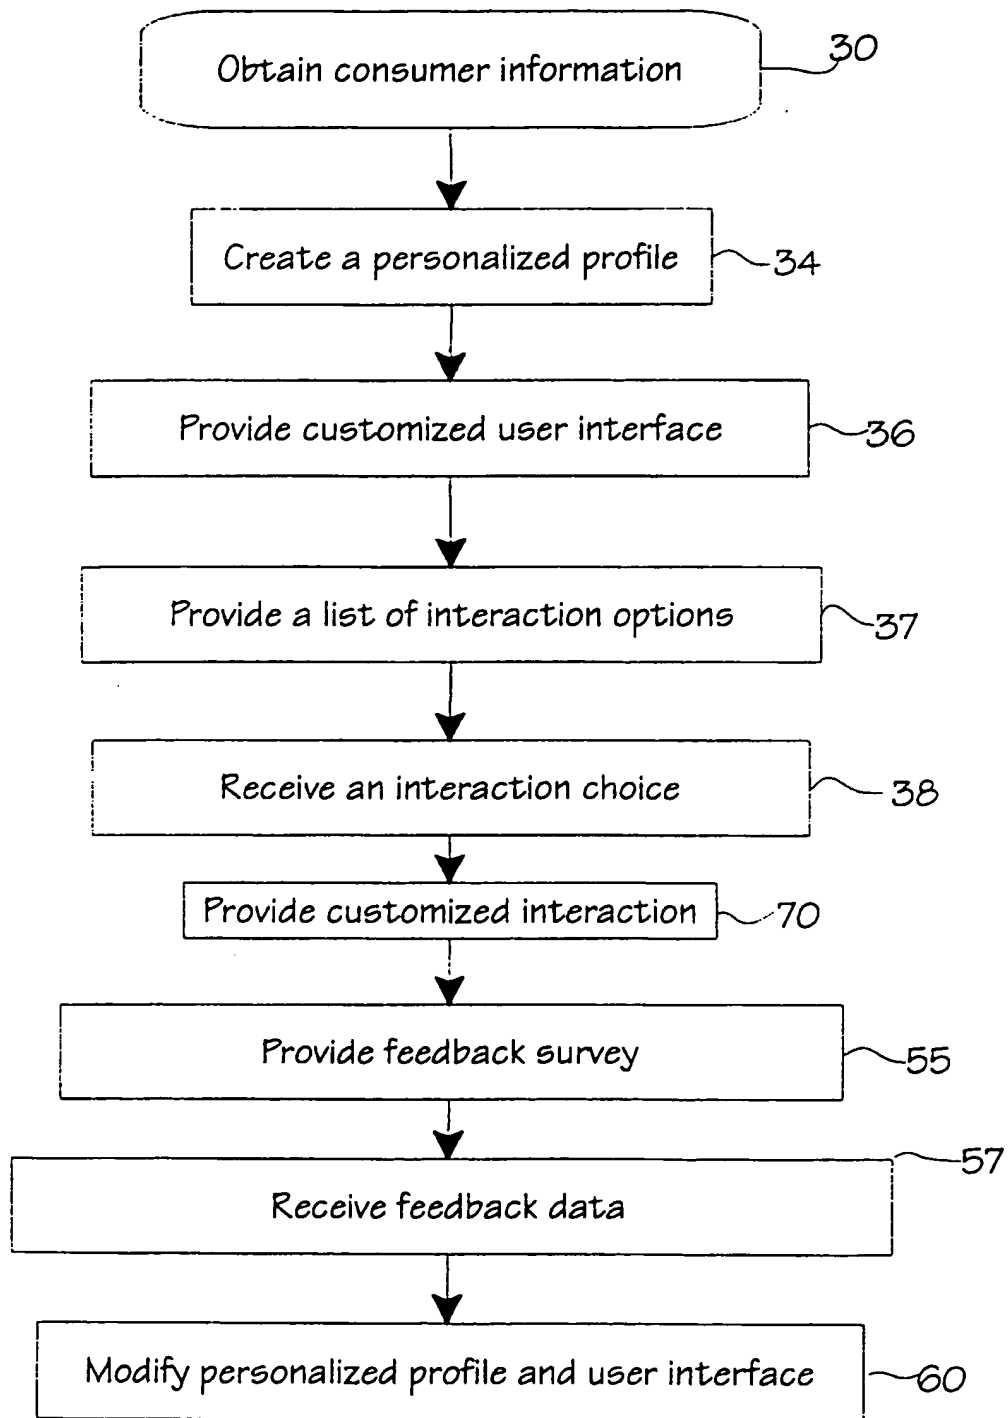 Obtain consumer information
30
Create a personalized profile
34
Provide customized user interface
36
Provide a list of interaction options
37
Receive an interaction choice
38
Provide customized interaction
70
Provide feedback survey
55
57
Receive feedback data
Modify personalized profile and user interface
60